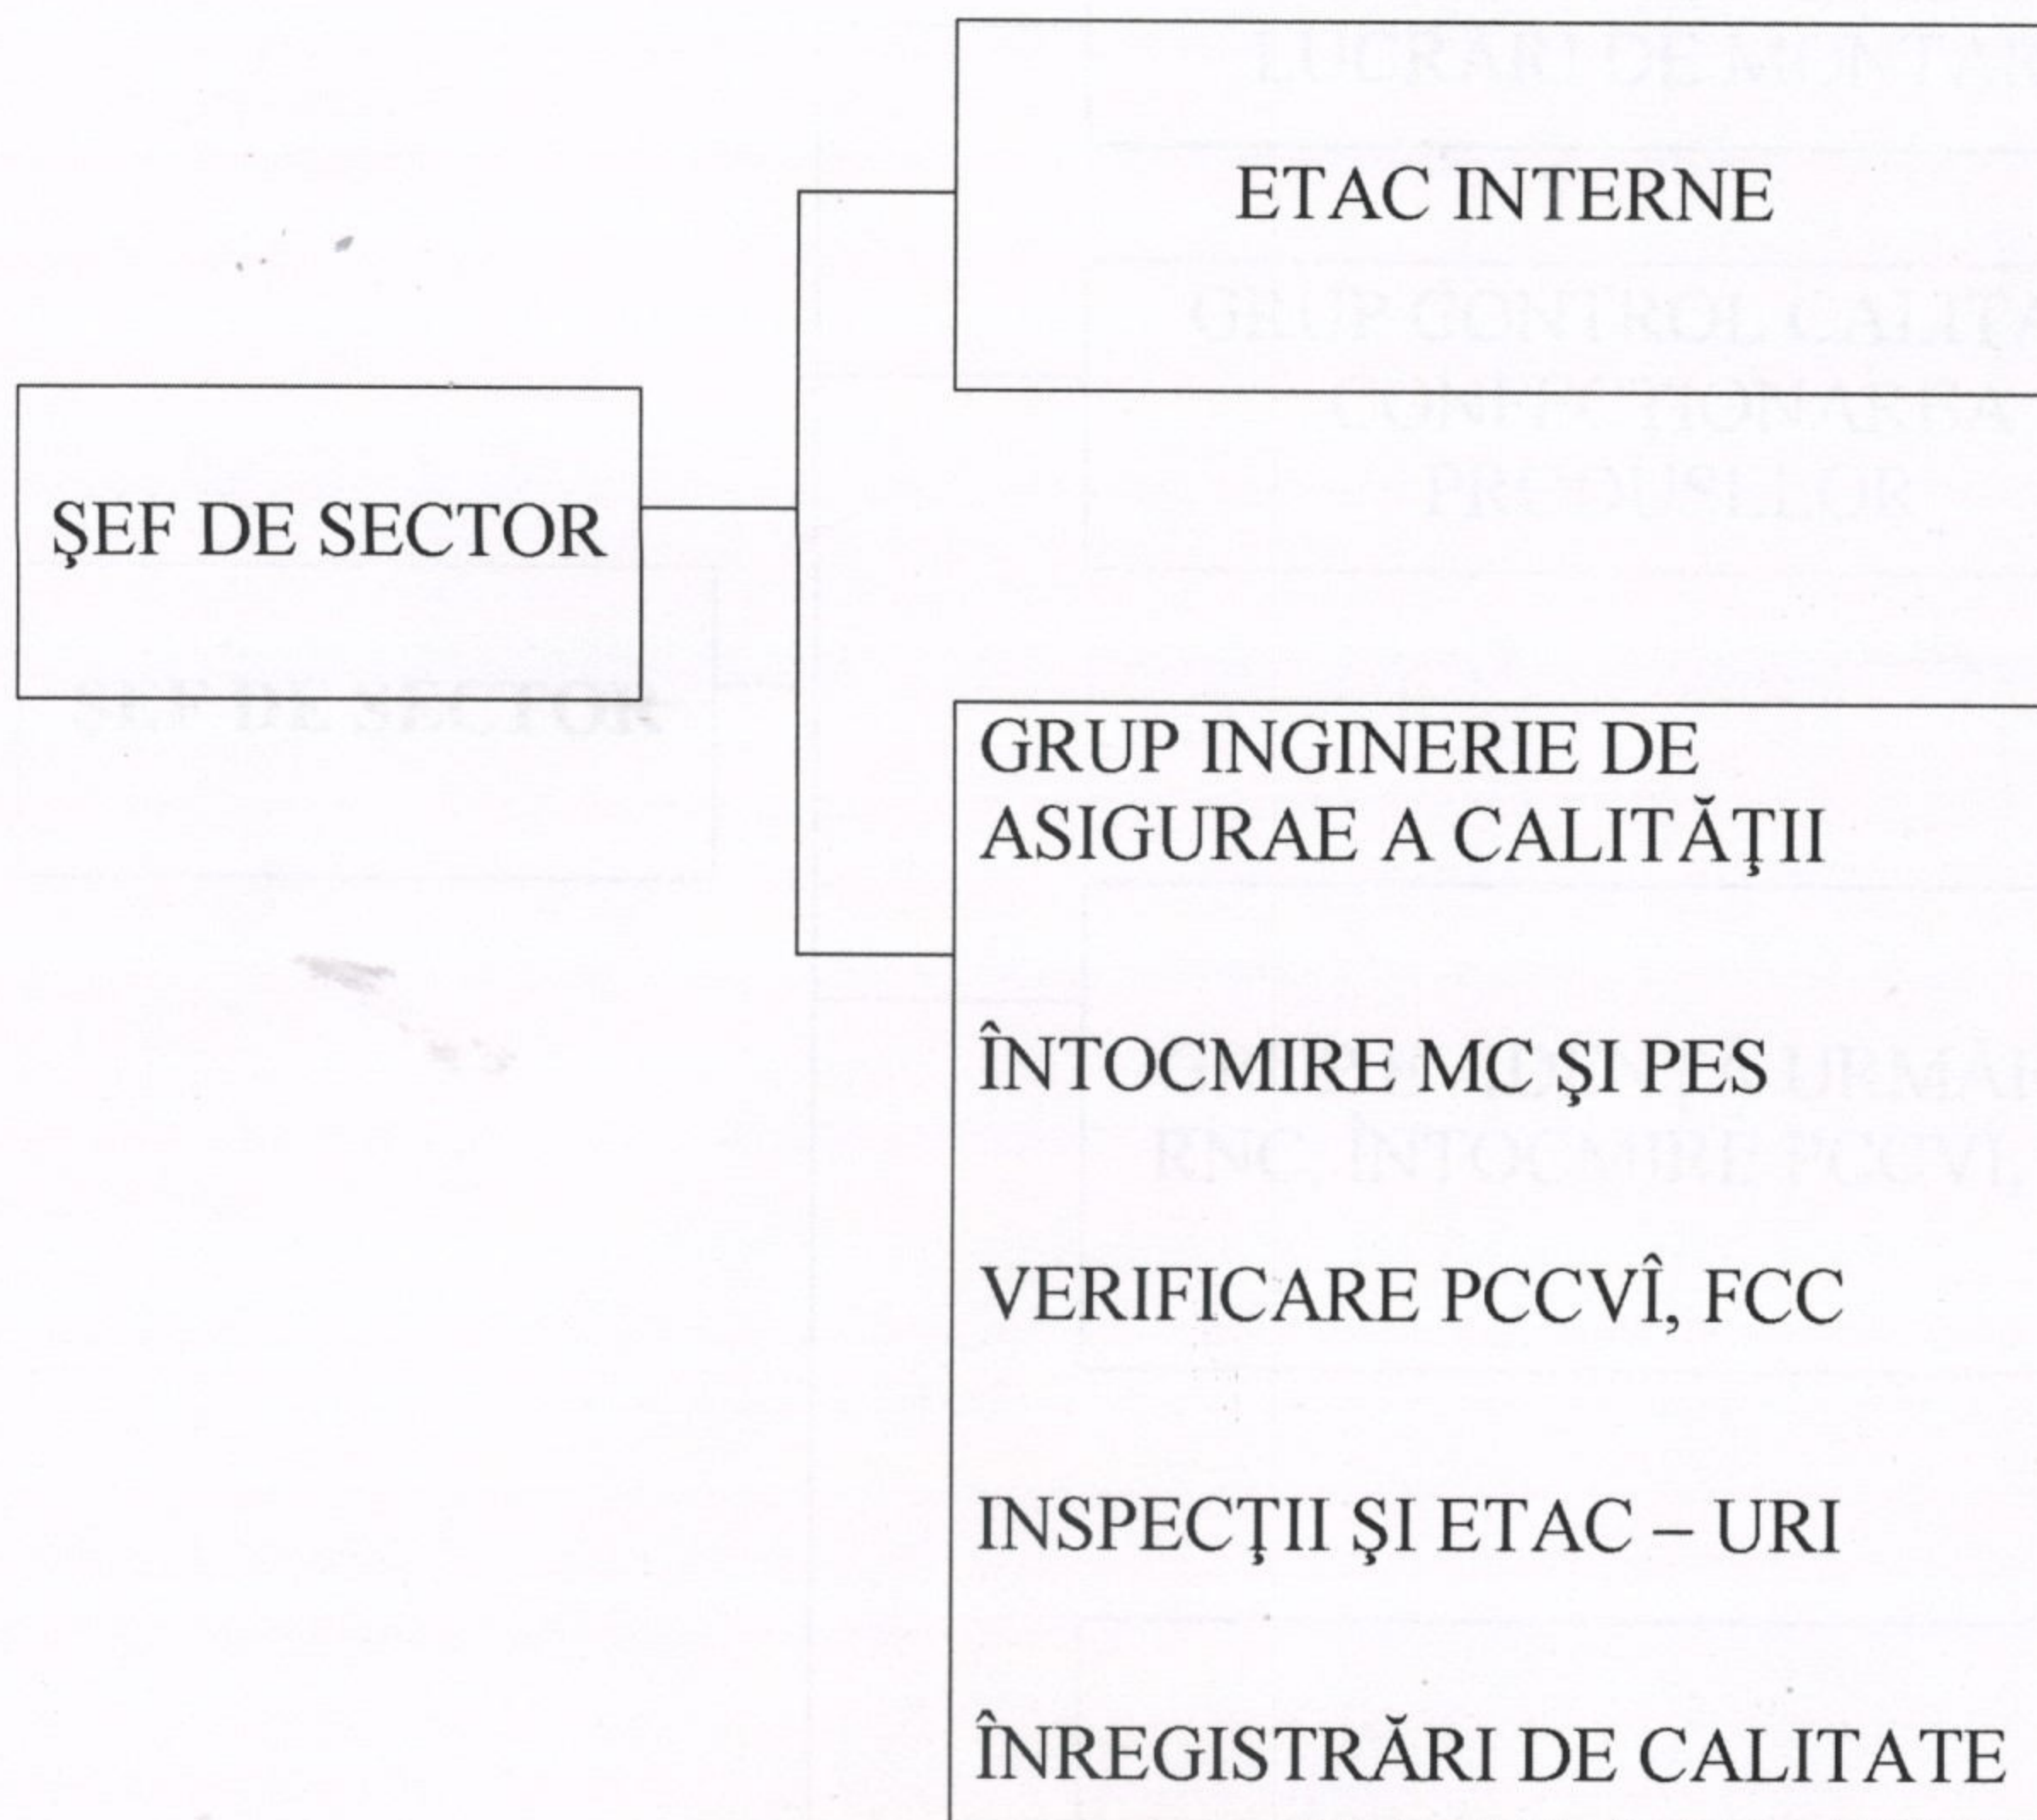 ETAC INTERNE
ŞEF DE SECTOR
GRUP INGINERIE DE
ASIGURAE A CALITĂŢII
ÎNTOCMIRE MC ŞI PES
VERIFICARE PCCVÎ, FCC
INSPECŢII ŞI ETAC – URI
ÎNREGISTRĂRI DE CALITATE